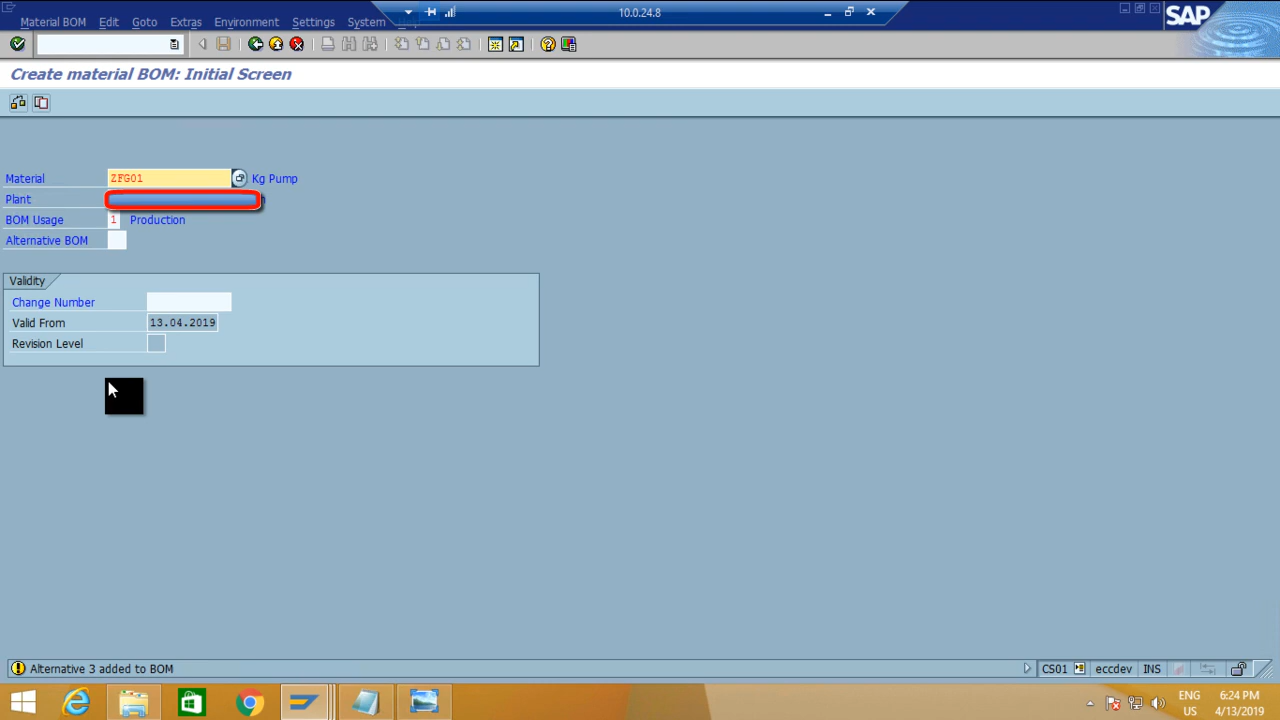 10.0.24.8
Material BOM Edit Goto Extras Environment Settings System
SAP
Create material BOM: Initial Screen
Material ZFG01 Kg Pump
Plant
BOM Usage 1 Production
Alternative BOM
Validity
Change Number
Valid From 13.04.2019
Revision Level
Alternative 3 added to BOM
CS01 eccdev INS
ENG 6:24 PM
US 4/13/2019